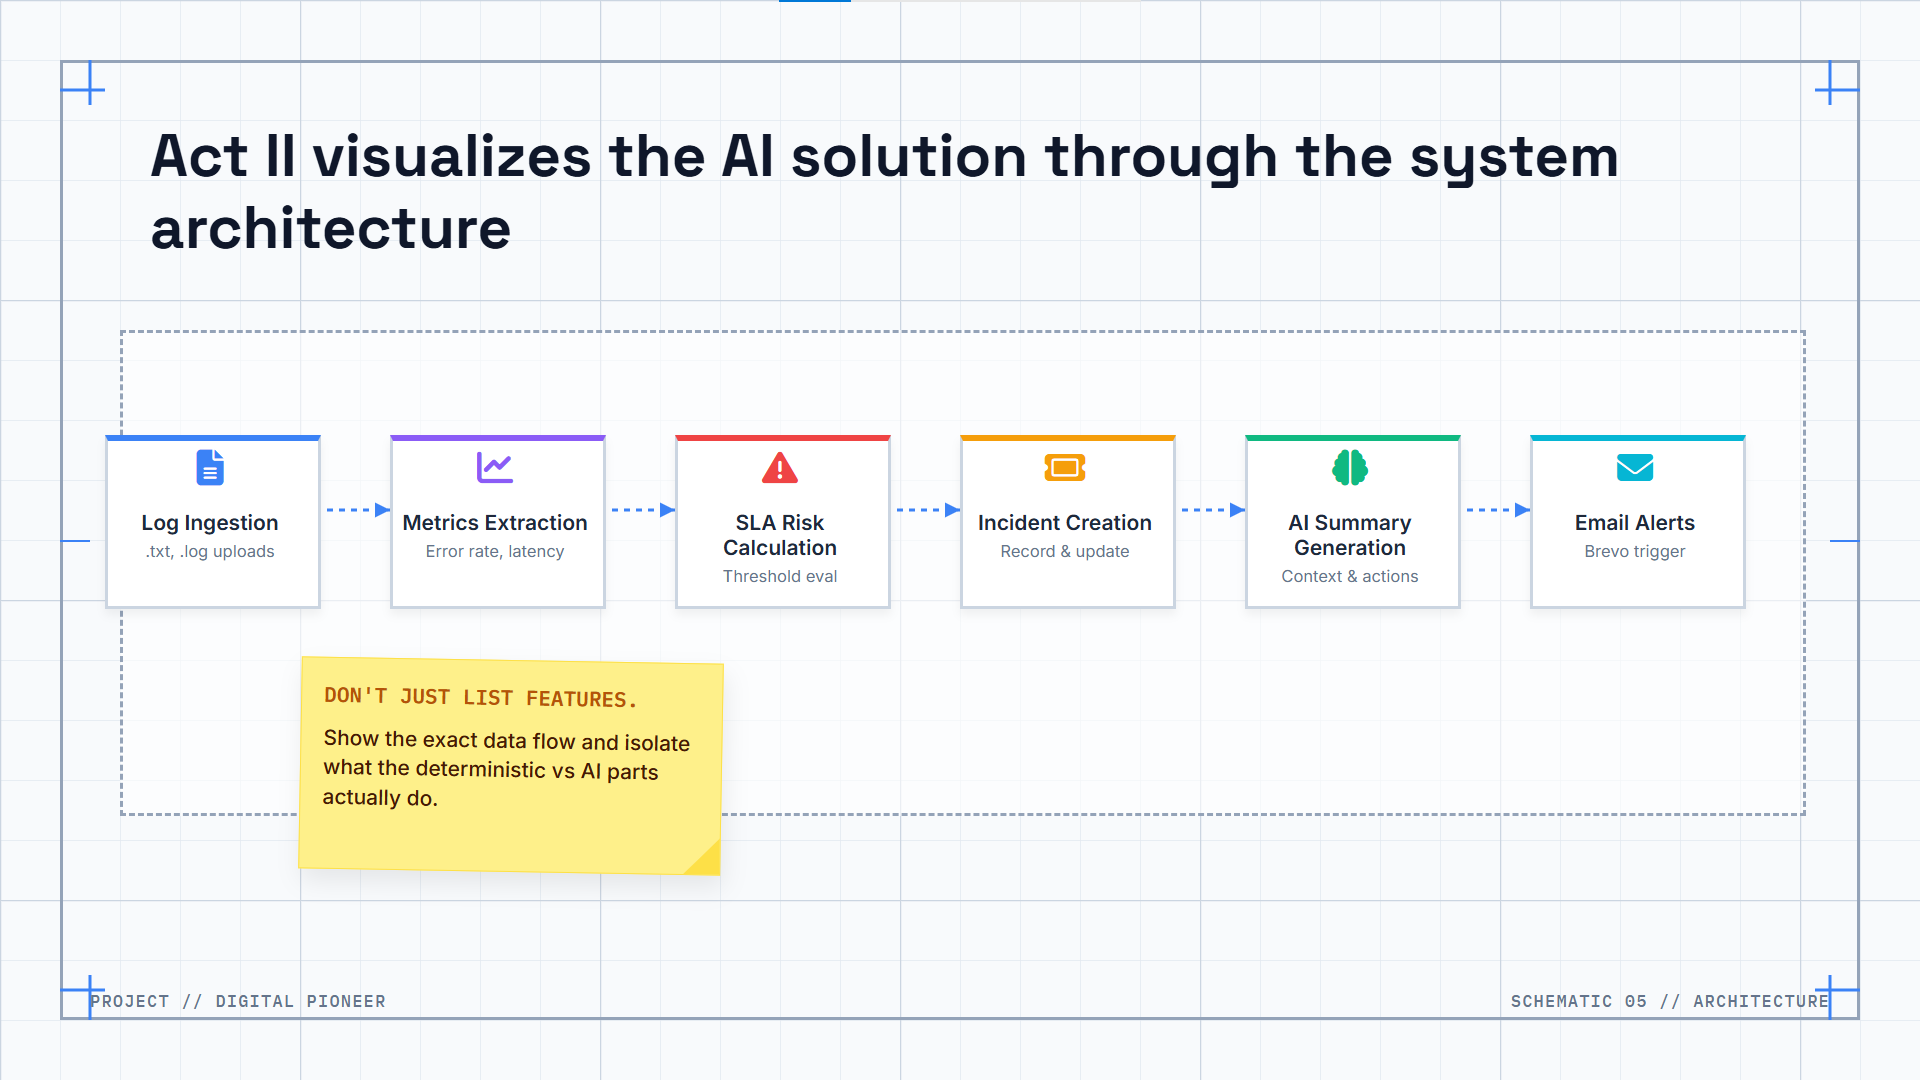 Act II visualizes the AI solution through the system
architecture
Log Ingestion
.txt, .log uploads
Metrics Extraction
Error rate, latency
SLA Risk
Calculation
Threshold eval
Incident Creation
Record & update
AI Summary
Generation
Context & actions
Email Alerts
Brevo trigger
DON'T JUST LIST FEATURES.
Show the exact data flow and isolate
what the deterministic vs AI parts
actually do.
PROJECT // DIGITAL PIONEER
SCHEMATIC 05 // ARCHITECTURE